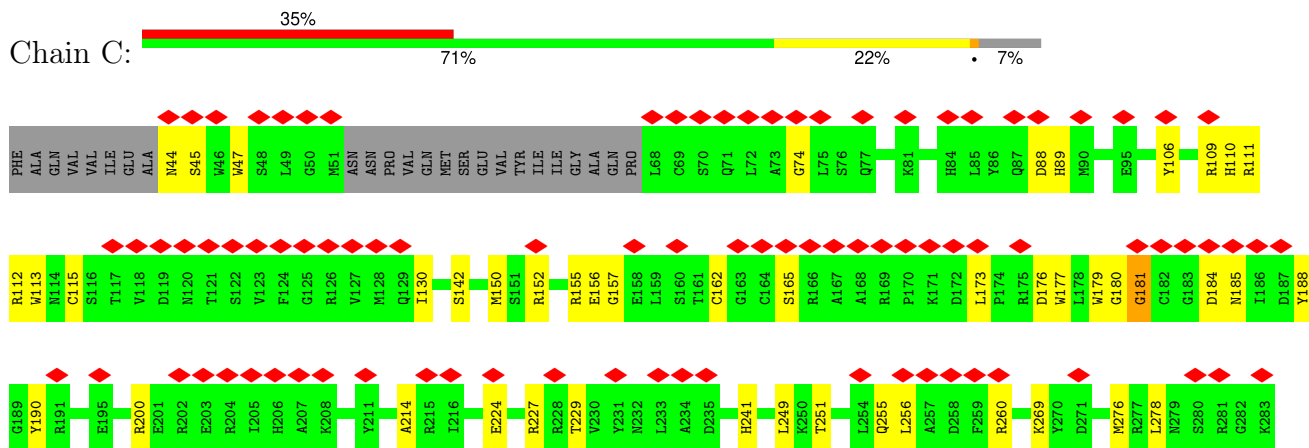 35%
Chain C:
71% 22% • 7%
PHE ALA GLN VAL VAL ILE GLU ALA N44 S45 W46 W47 S48 L49 G50 M51 ASN ASN PRO VAL GLN MET SER GLU VAL TYR ILE ILE GLY ALA GLN PRO L68 C69 S70 Q71 L72 A73 G74 L75 S76 Q77 K81 H84 L85 Y86 Q87 D88 H89 M90 E95 Y106 R109 H110 R111
R112 W113 N114 C115 S116 T117 V118 D119 N120 T121 S122 V123 F124 G125 R126 V127 M128 Q129 I130 S142 M150 S151 R152 R155 E156 G157 E158 L159 S160 T161 C162 G163 C164 S165 R166 A167 A168 R169 P170 K171 D172 L173 P174 R175 D176 W177 L178 W179 G180 G181 C182 G183 D184 N185 I186 D187 Y188
G189 Y190 R191 E195 R200 E201 R202 E203 R204 I205 H206 A207 K208 Y211 A214 R215 I216 E224 R227 R228 T229 V230 Y231 N232 L233 A234 D235 H241 L249 K250 T251 L254 Q255 L256 A257 D258 F259 R260 K269 Y270 D271 M276 R277 L278 N279 S280 R281 G282 K283